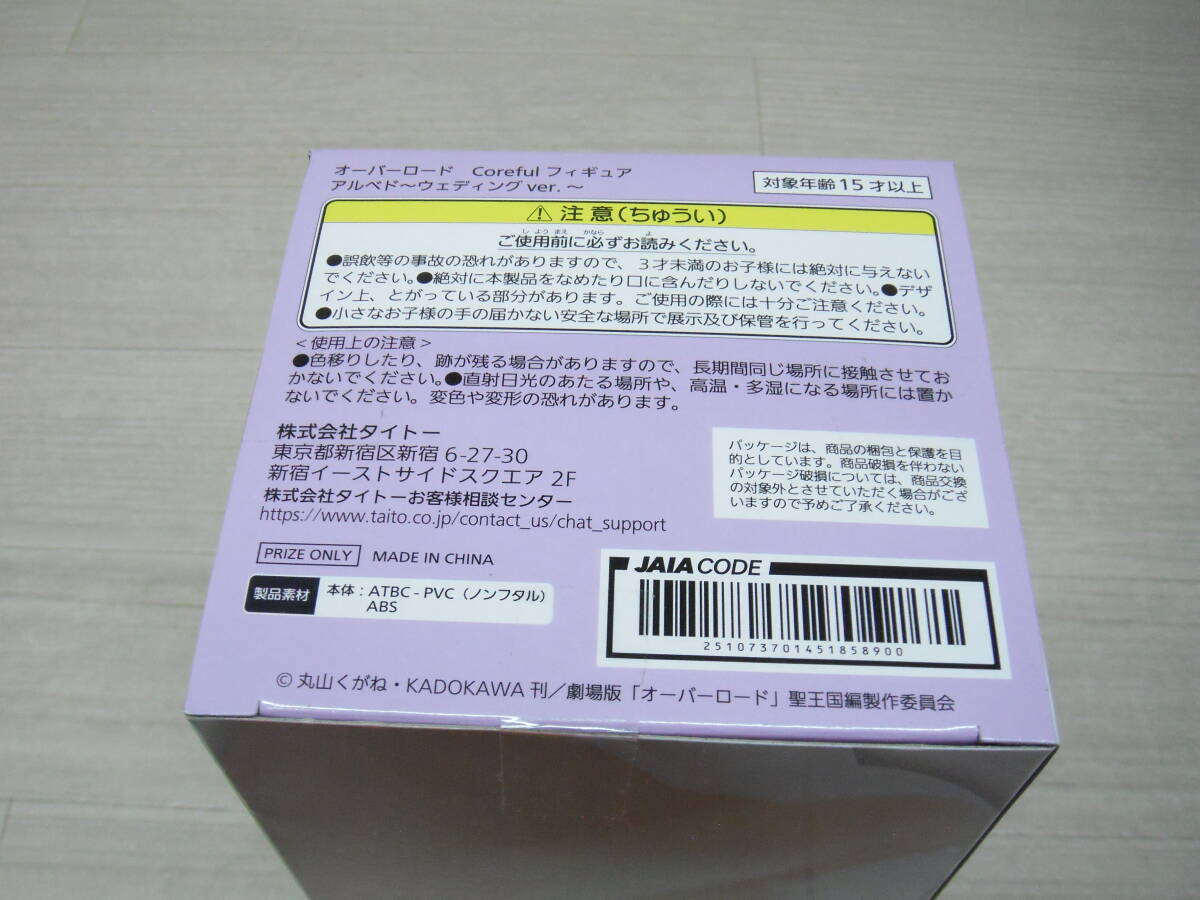 オーバーロード Coreful フィギュア
アルベド～ウェディング ver. ～
対象年齢 15 才以上
⚠ 注意(ちゅうい)
しようまえ かなら よ
ご使用前に必ずお読みください。
●誤飲等の事故の恐れがありますので、3才未満のお子様には絶対に与えない
でください。●絶対に本製品をなめたり口に含んだりしないでください。●デザ
イン上、とがっている部分があります。ご使用の際には十分ご注意ください。
●小さなお子様の手の届かない安全な場所で展示及び保管を行ってください。
＜使用上の注意＞
●色移りしたり、跡が残る場合がありますので、長期間同じ場所に接触させてお
かないでください。●直射日光のあたる場所や、高温・多湿になる場所には置か
ないでください。変色や変形の恐れがあります。
株式会社タイトー
東京都新宿区新宿 6-27-30
新宿イーストサイドスクエア 2F
株式会社タイトーお客様相談センター
https://www.taito.co.jp/contact_us/chat_support
パッケージは、商品の梱包と保護を目
的としています。商品破損を伴わない
パッケージ破損については、商品交換
の対象外とさせていただく場合がござ
いますので予めご了承ください。
PRIZE ONLY MADE IN CHINA
製品素材 本体：ATBC - PVC（ノンフタル）
ABS
JAIA CODE
251073701451858900
© 丸山くがね・KADOKAWA 刊／劇場版「オーバーロード」聖王国編製作委員会